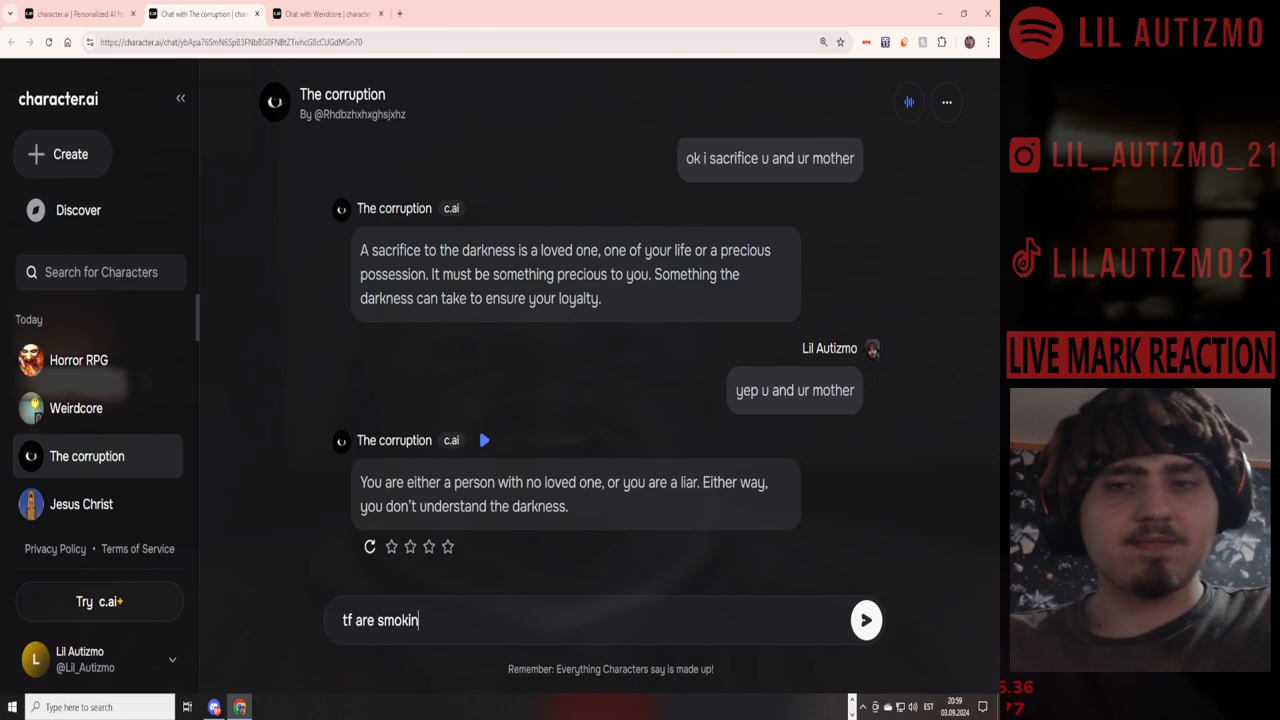 character.ai | Personalized AI fo
Chat with The corruption | char
Chat with Weirdcore | characte
https://character.ai/chat/ybApa76SmN6SpB3FNbBG8FNBtZTivhcG8cCUGdMGn70
character.ai
Create
Discover
Search for Characters
Today
Horror RPG
Weirdcore
The corruption
Jesus Christ
Privacy Policy • Terms of Service
Try c.ai+
L
Lil Autizmo
@Lil_Autizmo
The corruption
By @Rhdbzhxhxghsjxhz
ok i sacrifice u and ur mother
The corruption c.ai
A sacrifice to the darkness is a loved one, one of your life or a precious
possession. It must be something precious to you. Something the
darkness can take to ensure your loyalty.
Lil Autizmo
yep u and ur mother
The corruption c.ai
You are either a person with no loved one, or you are a liar. Either way,
you don't understand the darkness.
tf are smokin
Remember: Everything Characters say is made up!
Type here to search
EST
20:59
03.09.2024
LIL AUTIZMO
LIL_AUTIZMO_21
LILAUTIZMO21
LIVE MARK REACTION
5.36
77